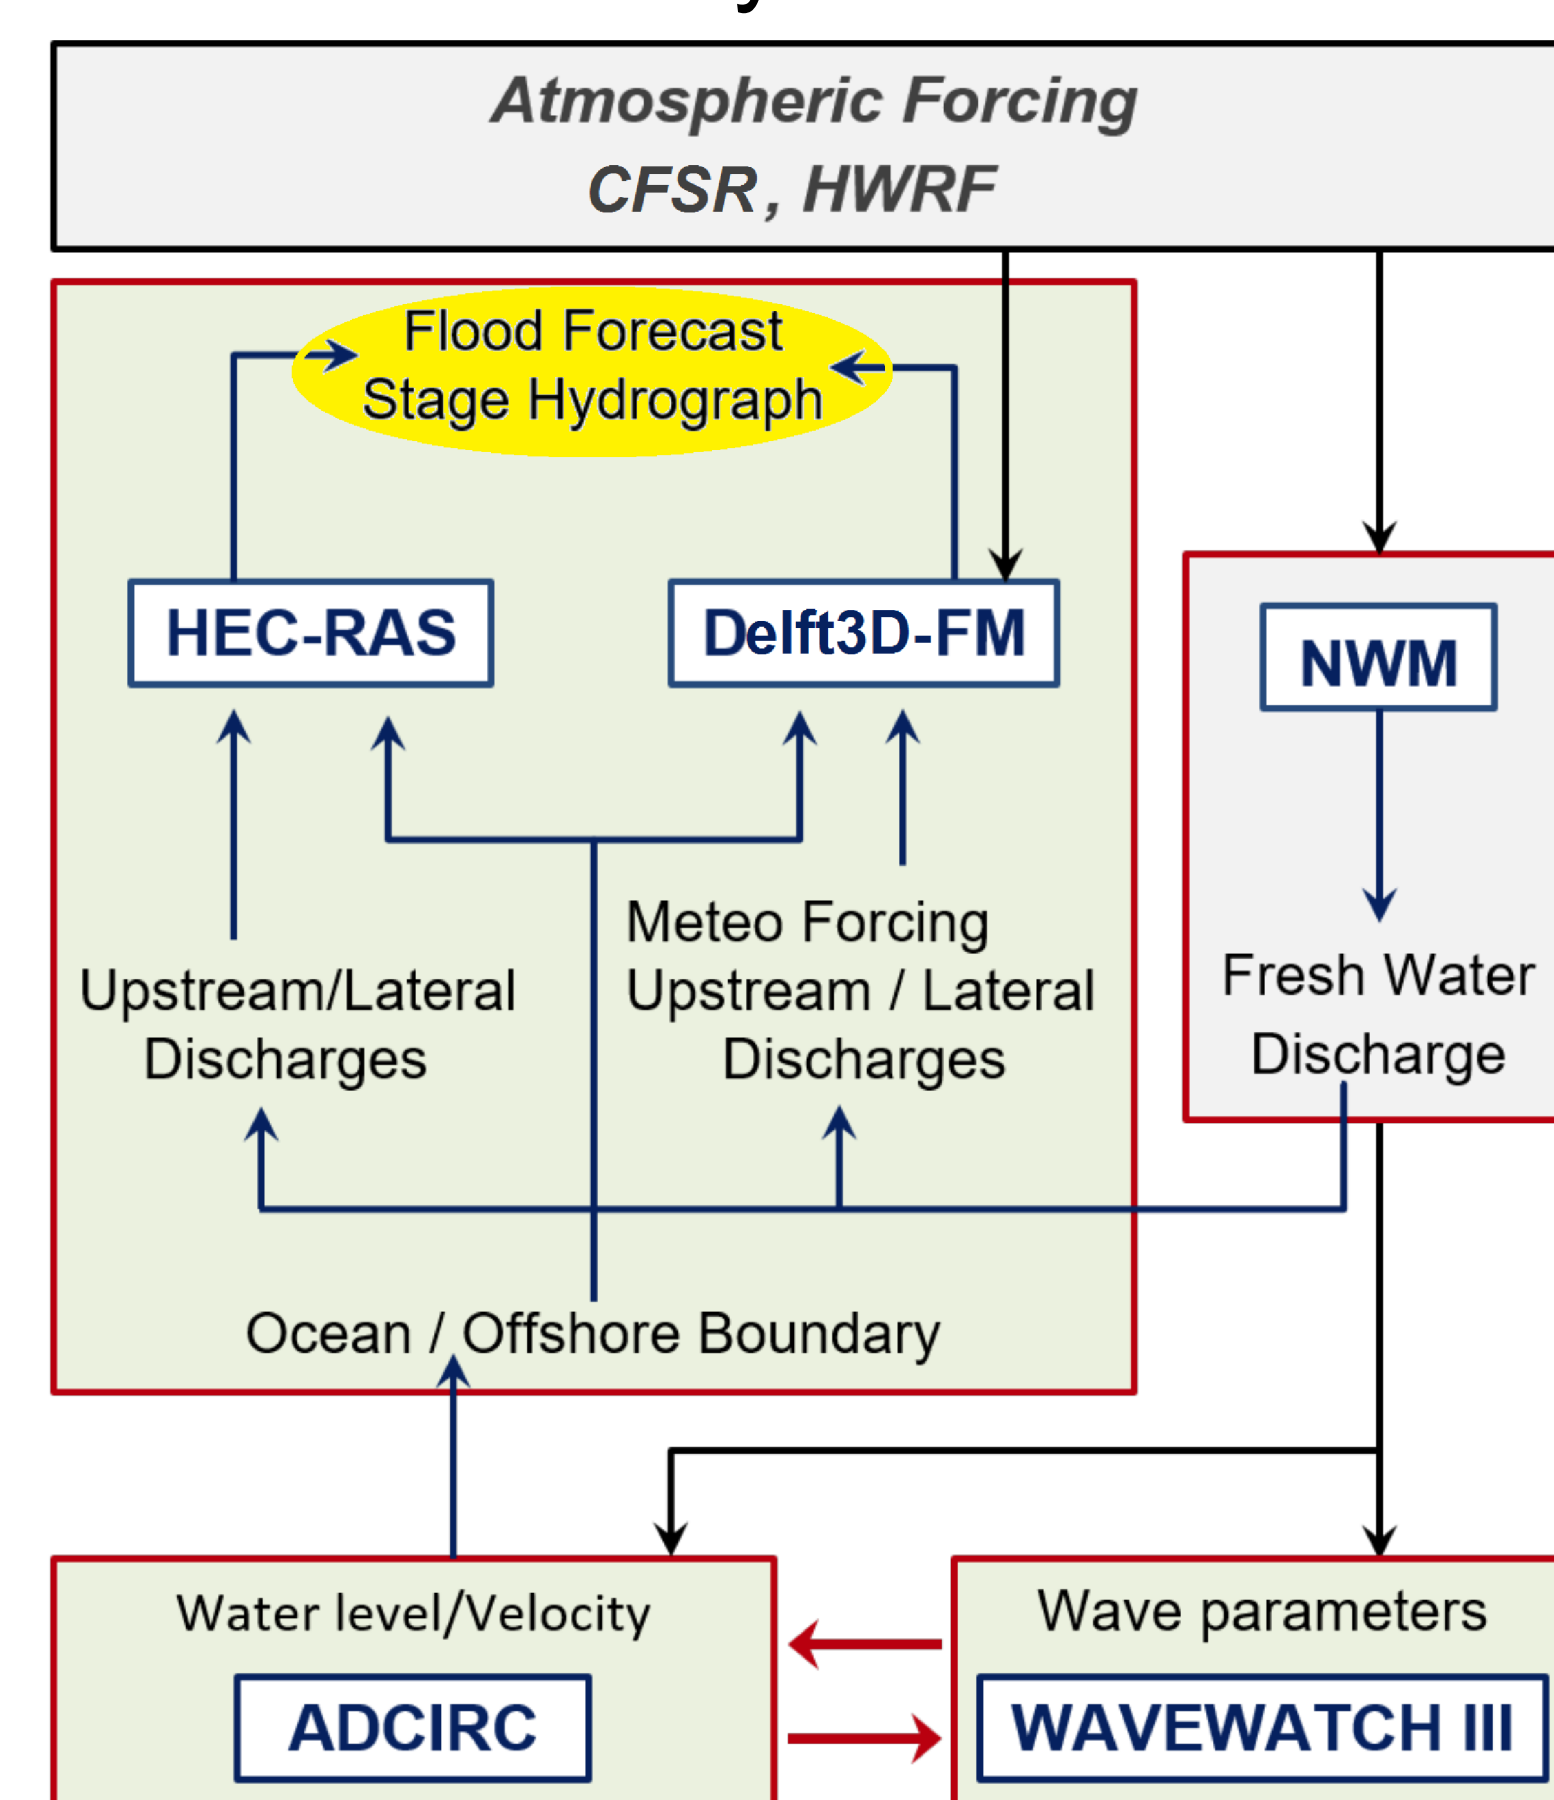 Atmospheric Forcing
CFSR, HWRF
Flood Forecast
Stage Hydrograph
HEC-RAS
Delft3D-FM
NWM
Meteo Forcing
Upstream/Lateral
Discharges
Upstream / Lateral
Discharges
Fresh Water
Discharge
Ocean / Offshore Boundary
Water level/Velocity
ADCIRC
Wave parameters
WAVEWATCH III